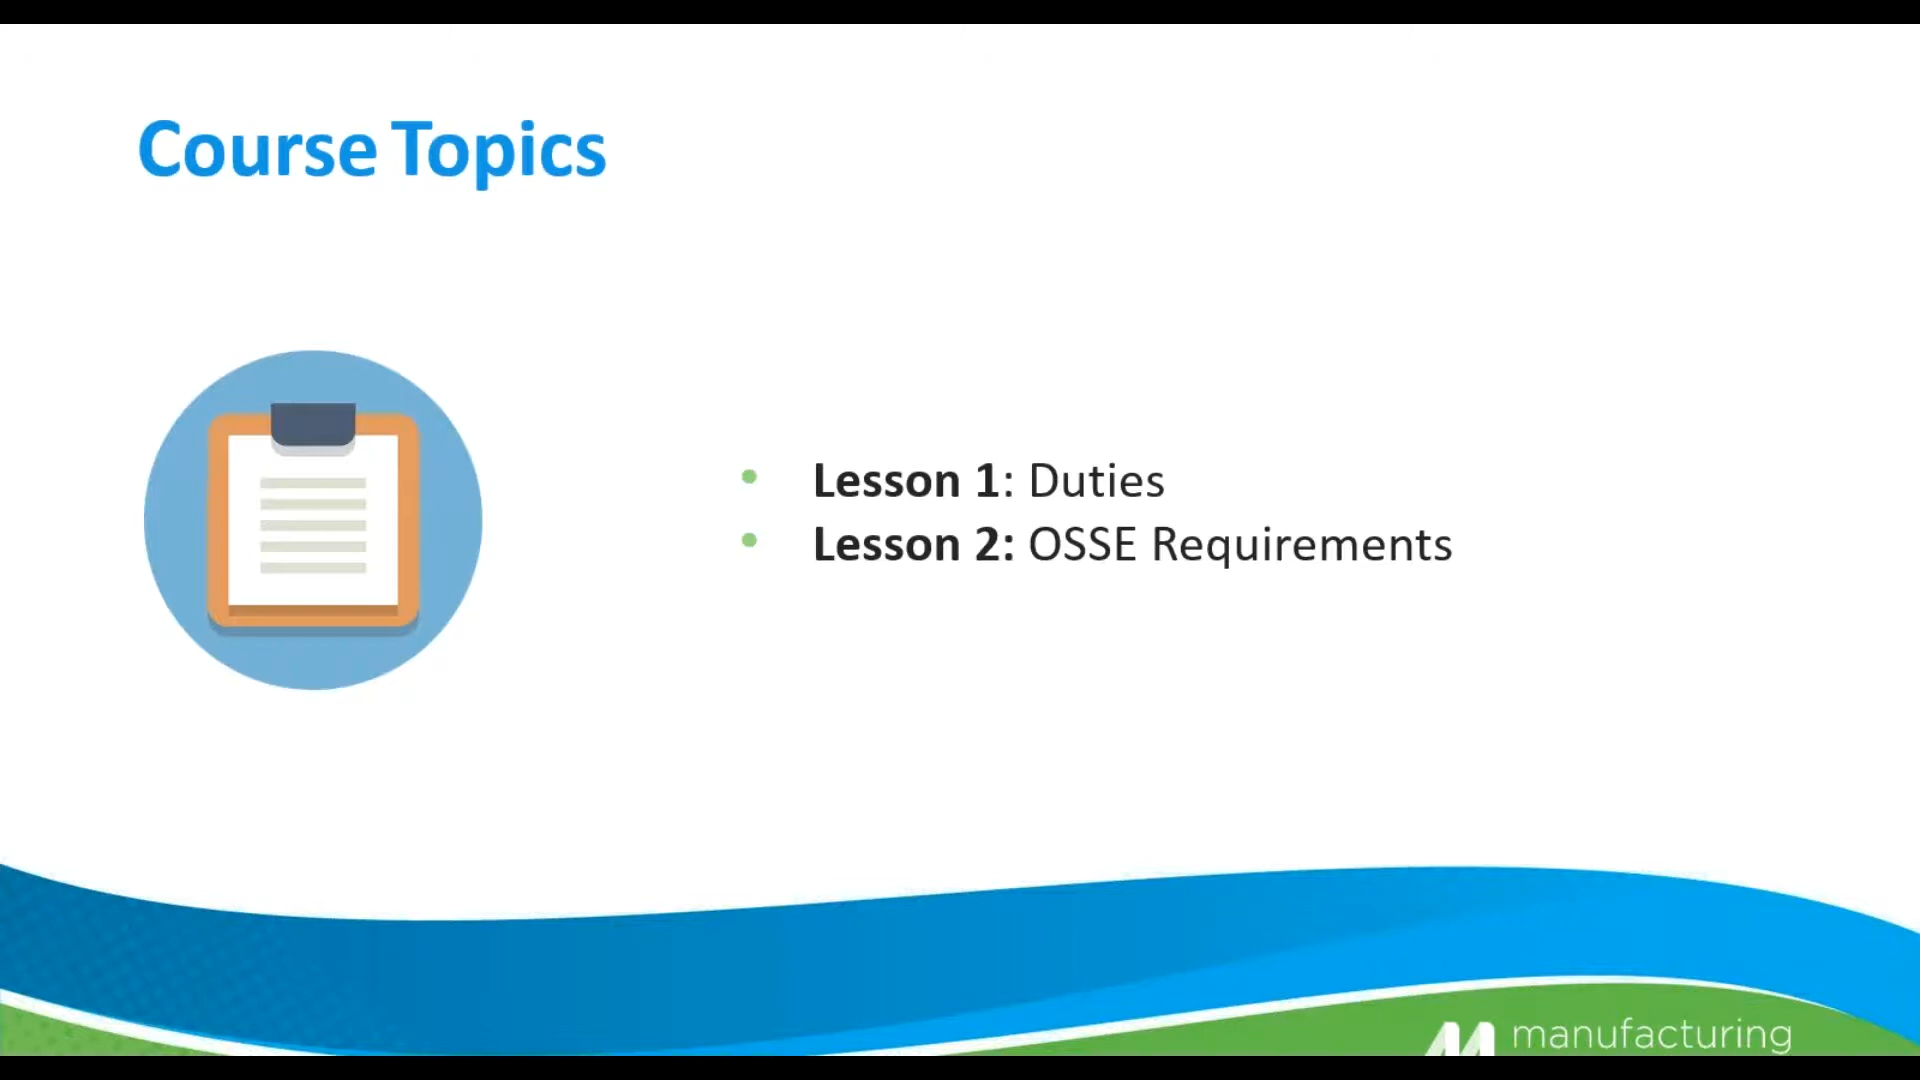 Course Topics
• Lesson 1: Duties
• Lesson 2: OSSE Requirements
manufacturing